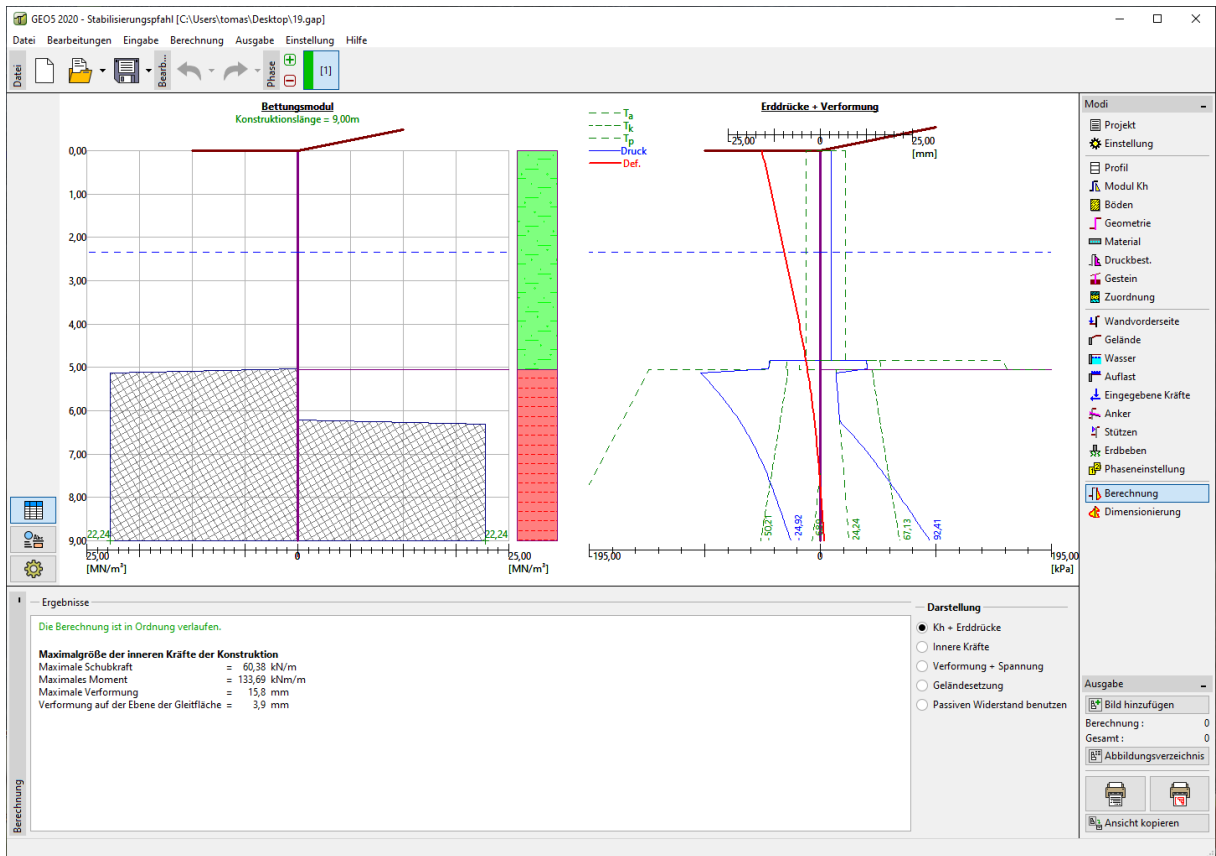 GEO5 2020 - Stabilisierungspfahl [C:\Users\tomas\Desktop\19.gap]
Datei Bearbeitungen Eingabe Berechnung Ausgabe Einstellung Hilfe
Datei
Bearb...
Phase
[1]
Bettungsmodul
Konstruktionslänge = 9,00m
0,00
1,00
2,00
3,00
4,00
5,00
6,00
7,00
8,00
9,00
22,24
22,24
25,00
0
25,00
[MN/m³]
[MN/m³]
Erddrücke + Verformung
Ta
Tk
Tp
Druck
Def.
-25,00
0
25,00
[mm]
-50,21
-24,92
24,24
67,13
92,41
-195,00
0
195,00
[kPa]
Modi
Projekt
Einstellung
Profil
Modul Kh
Böden
Geometrie
Material
Druckbest.
Gestein
Zuordnung
Wandvorderseite
Gelände
Wasser
Auflast
Eingegebene Kräfte
Anker
Stützen
Erdbeben
Phaseneinstellung
Berechnung
Dimensionierung
Berechnung
Ergebnisse
Die Berechnung ist in Ordnung verlaufen.
Maximalgröße der inneren Kräfte der Konstruktion
Maximale Schubkraft = 60,38 kN/m
Maximales Moment = 133,69 kNm/m
Maximale Verformung = 15,8 mm
Verformung auf der Ebene der Gleitfläche = 3,9 mm
Darstellung
Kh + Erddrücke
Innere Kräfte
Verformung + Spannung
Geländesetzung
Passiven Widerstand benutzen
Ausgabe
Bild hinzufügen
Berechnung : 0
Gesamt : 0
Abbildungsverzeichnis
Ansicht kopieren